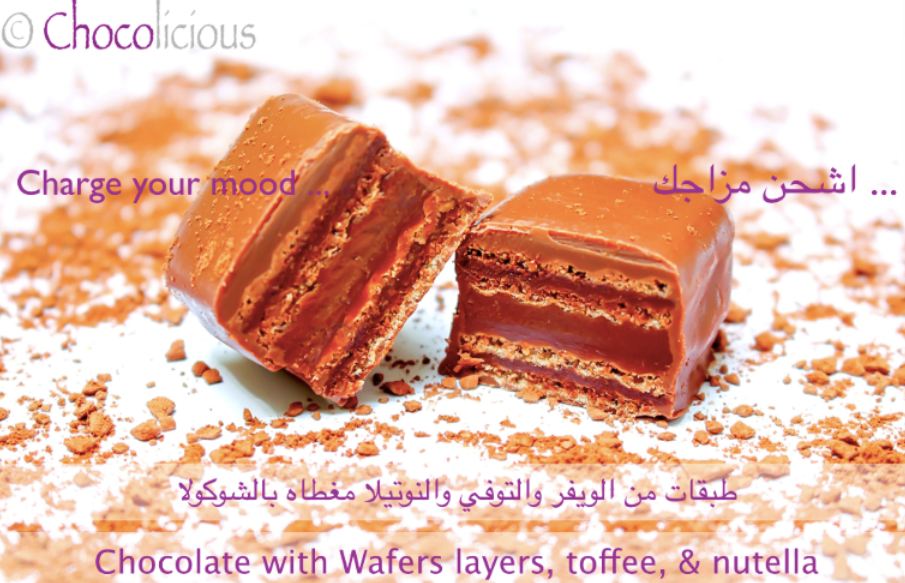 © Chocolicious
Charge your mood ...
اشحن مزاجك ...
طبقات من الويفر والتوفي والنوتيلا مغطاه بالشوكولا
Chocolate with Wafers layers, toffee, & nutella